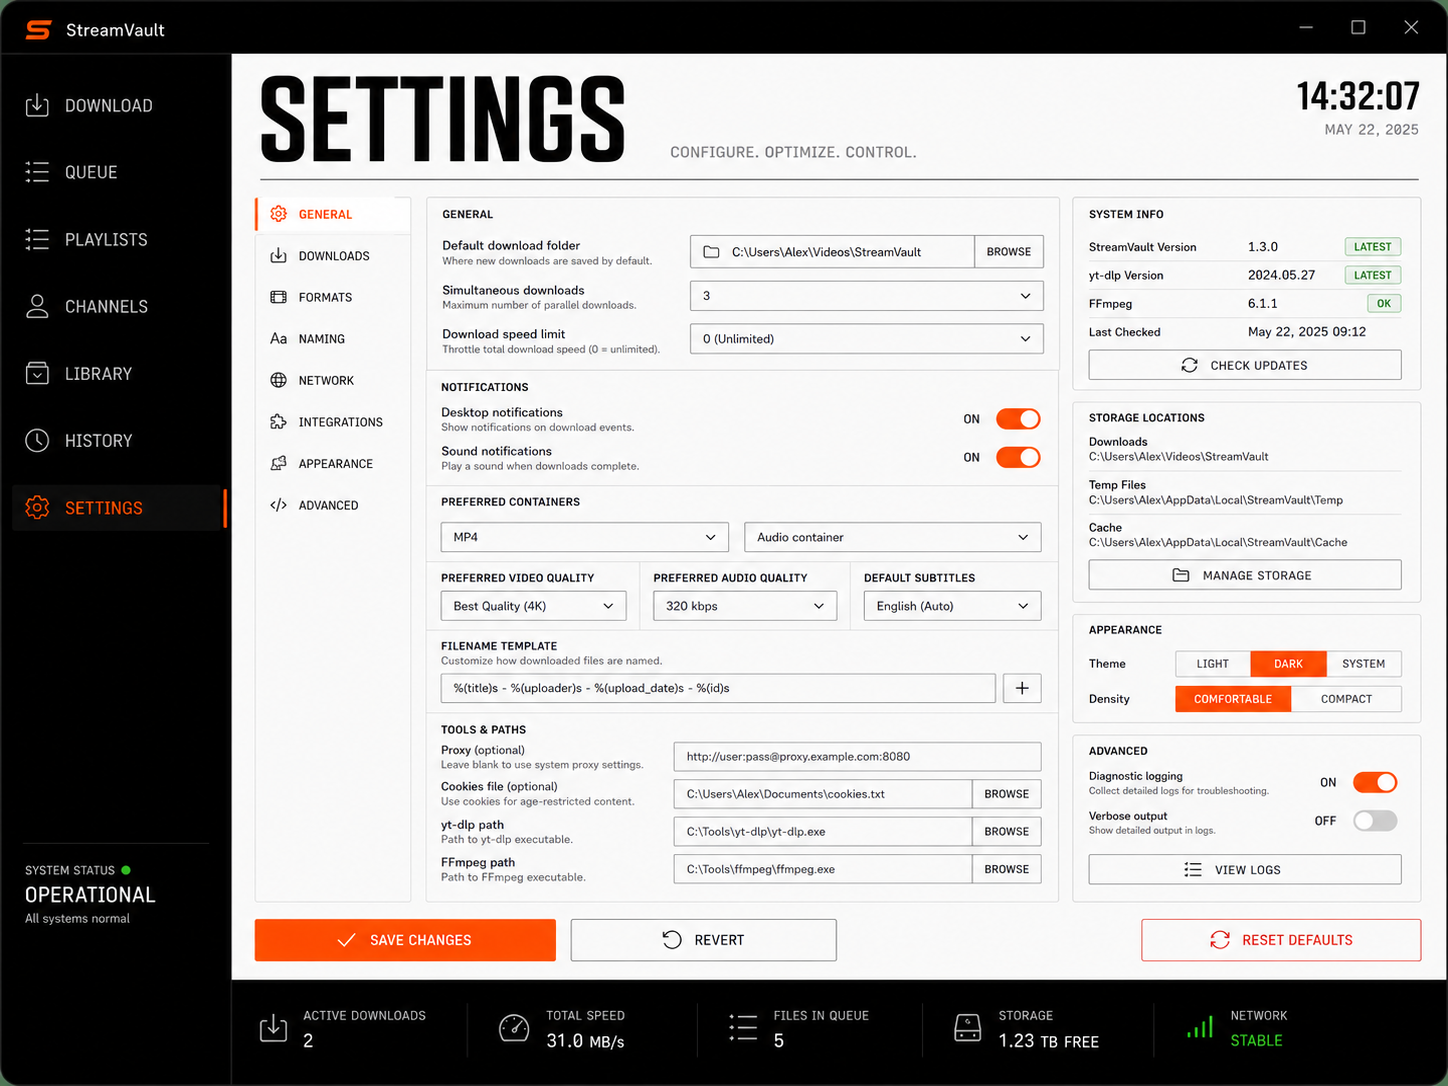 StreamVault
DOWNLOAD
QUEUE
PLAYLISTS
CHANNELS
LIBRARY
HISTORY
SETTINGS
SYSTEM STATUS
OPERATIONAL
All systems normal
SETTINGS
CONFIGURE. OPTIMIZE. CONTROL.
14:32:07
MAY 22, 2025
GENERAL
DOWNLOADS
FORMATS
Aa NAMING
NETWORK
INTEGRATIONS
APPEARANCE
</> ADVANCED
GENERAL
Default download folder
Where new downloads are saved by default.
C:\Users\Alex\Videos\StreamVault
BROWSE
Simultaneous downloads
Maximum number of parallel downloads.
3
Download speed limit
Throttle total download speed (0 = unlimited).
0 (Unlimited)
NOTIFICATIONS
Desktop notifications
Show notifications on download events.
ON
Sound notifications
Play a sound when downloads complete.
ON
PREFERRED CONTAINERS
MP4
Audio container
PREFERRED VIDEO QUALITY
Best Quality (4K)
PREFERRED AUDIO QUALITY
320 kbps
DEFAULT SUBTITLES
English (Auto)
FILENAME TEMPLATE
Customize how downloaded files are named.
%(title)s - %(uploader)s - %(upload_date)s - %(id)s
TOOLS & PATHS
Proxy (optional)
Leave blank to use system proxy settings.
http://user:pass@proxy.example.com:8080
Cookies file (optional)
Use cookies for age-restricted content.
C:\Users\Alex\Documents\cookies.txt
BROWSE
yt-dlp path
Path to yt-dlp executable.
C:\Tools\yt-dlp\yt-dlp.exe
BROWSE
FFmpeg path
Path to FFmpeg executable.
C:\Tools\ffmpeg\ffmpeg.exe
BROWSE
SYSTEM INFO
StreamVault Version 1.3.0 LATEST
yt-dlp Version 2024.05.27 LATEST
FFmpeg 6.1.1 OK
Last Checked May 22, 2025 09:12
CHECK UPDATES
STORAGE LOCATIONS
Downloads
C:\Users\Alex\Videos\StreamVault
Temp Files
C:\Users\Alex\AppData\Local\StreamVault\Temp
Cache
C:\Users\Alex\AppData\Local\StreamVault\Cache
MANAGE STORAGE
APPEARANCE
Theme LIGHT DARK SYSTEM
Density COMFORTABLE COMPACT
ADVANCED
Diagnostic logging
Collect detailed logs for troubleshooting.
ON
Verbose output
Show detailed output in logs.
OFF
VIEW LOGS
SAVE CHANGES
REVERT
RESET DEFAULTS
ACTIVE DOWNLOADS
2
TOTAL SPEED
31.0 MB/s
FILES IN QUEUE
5
STORAGE
1.23 TB FREE
NETWORK
STABLE